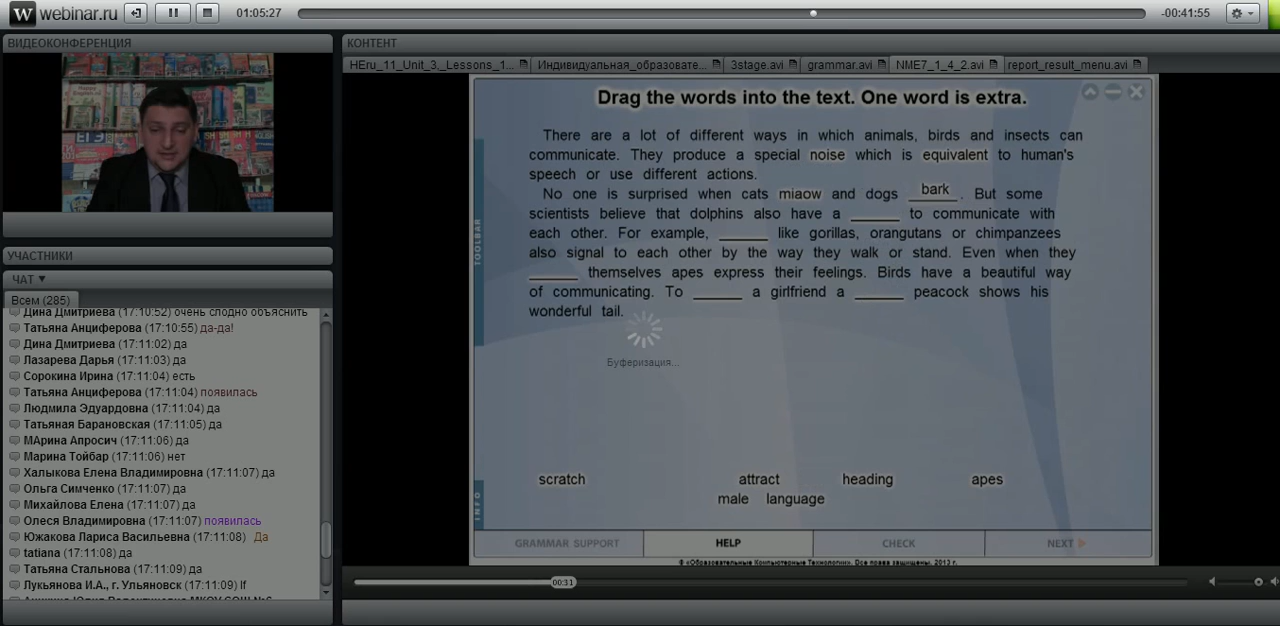 W webinar.ru
01:05:27
-00:41:55
ВИДЕОКОНФЕРЕНЦИЯ
КОНТЕНТ
HEru_11_Unit_3,_Lessons_1...
Индивидуальная_образовате...
3stage.avi
grammar.avi
NME7_1_4_2.avi
report_result_menu.avi
Drag the words into the text. One word is extra.
There are a lot of different ways in which animals, birds and insects can
communicate. They produce a special noise which is equivalent to human's
speech or use different actions.
No one is surprised when cats miaow and dogs bark. But some
scientists believe that dolphins also have a ______ to communicate with
each other. For example, ______ like gorillas, orangutans or chimpanzees
also signal to each other by the way they walk or stand. Even when they
______ themselves apes express their feelings. Birds have a beautiful way
of communicating. To ______ a girlfriend a ______ peacock shows his
wonderful tail.
TOOLBAR
Буферизация...
scratch attract heading apes
male language
INFO
GRAMMAR SUPPORT
HELP
CHECK
NEXT
© «Образовательные Компьютерные Технологии». Все права защищены, 2013 г.
00:31
УЧАСТНИКИ
ЧАТ
Всем (285)
Дина Дмитриева (17:10:52) очень сподно объяснить
Татьяна Анциферова (17:10:55) да-да!
Дина Дмитриева (17:11:02) да
Лазарева Дарья (17:11:03) да
Сорокина Ирина (17:11:04) есть
Татьяна Анциферова (17:11:04) появилась
Людмила Эдуардовна (17:11:04) да
Татьяная Барановская (17:11:05) да
МАрина Апросич (17:11:06) да
Марина Тойбар (17:11:06) нет
Халыкова Елена Владимировна (17:11:07) да
Ольга Симченко (17:11:07) да
Михайлова Елена (17:11:07) да
Олеся Владимировна (17:11:07) появилась
Южакова Лариса Васильевна (17:11:08) Да
tatiana (17:11:08) да
Татьяна Стальнова (17:11:09) да
Лукьянова И.А., г. Ульяновск (17:11:09) If